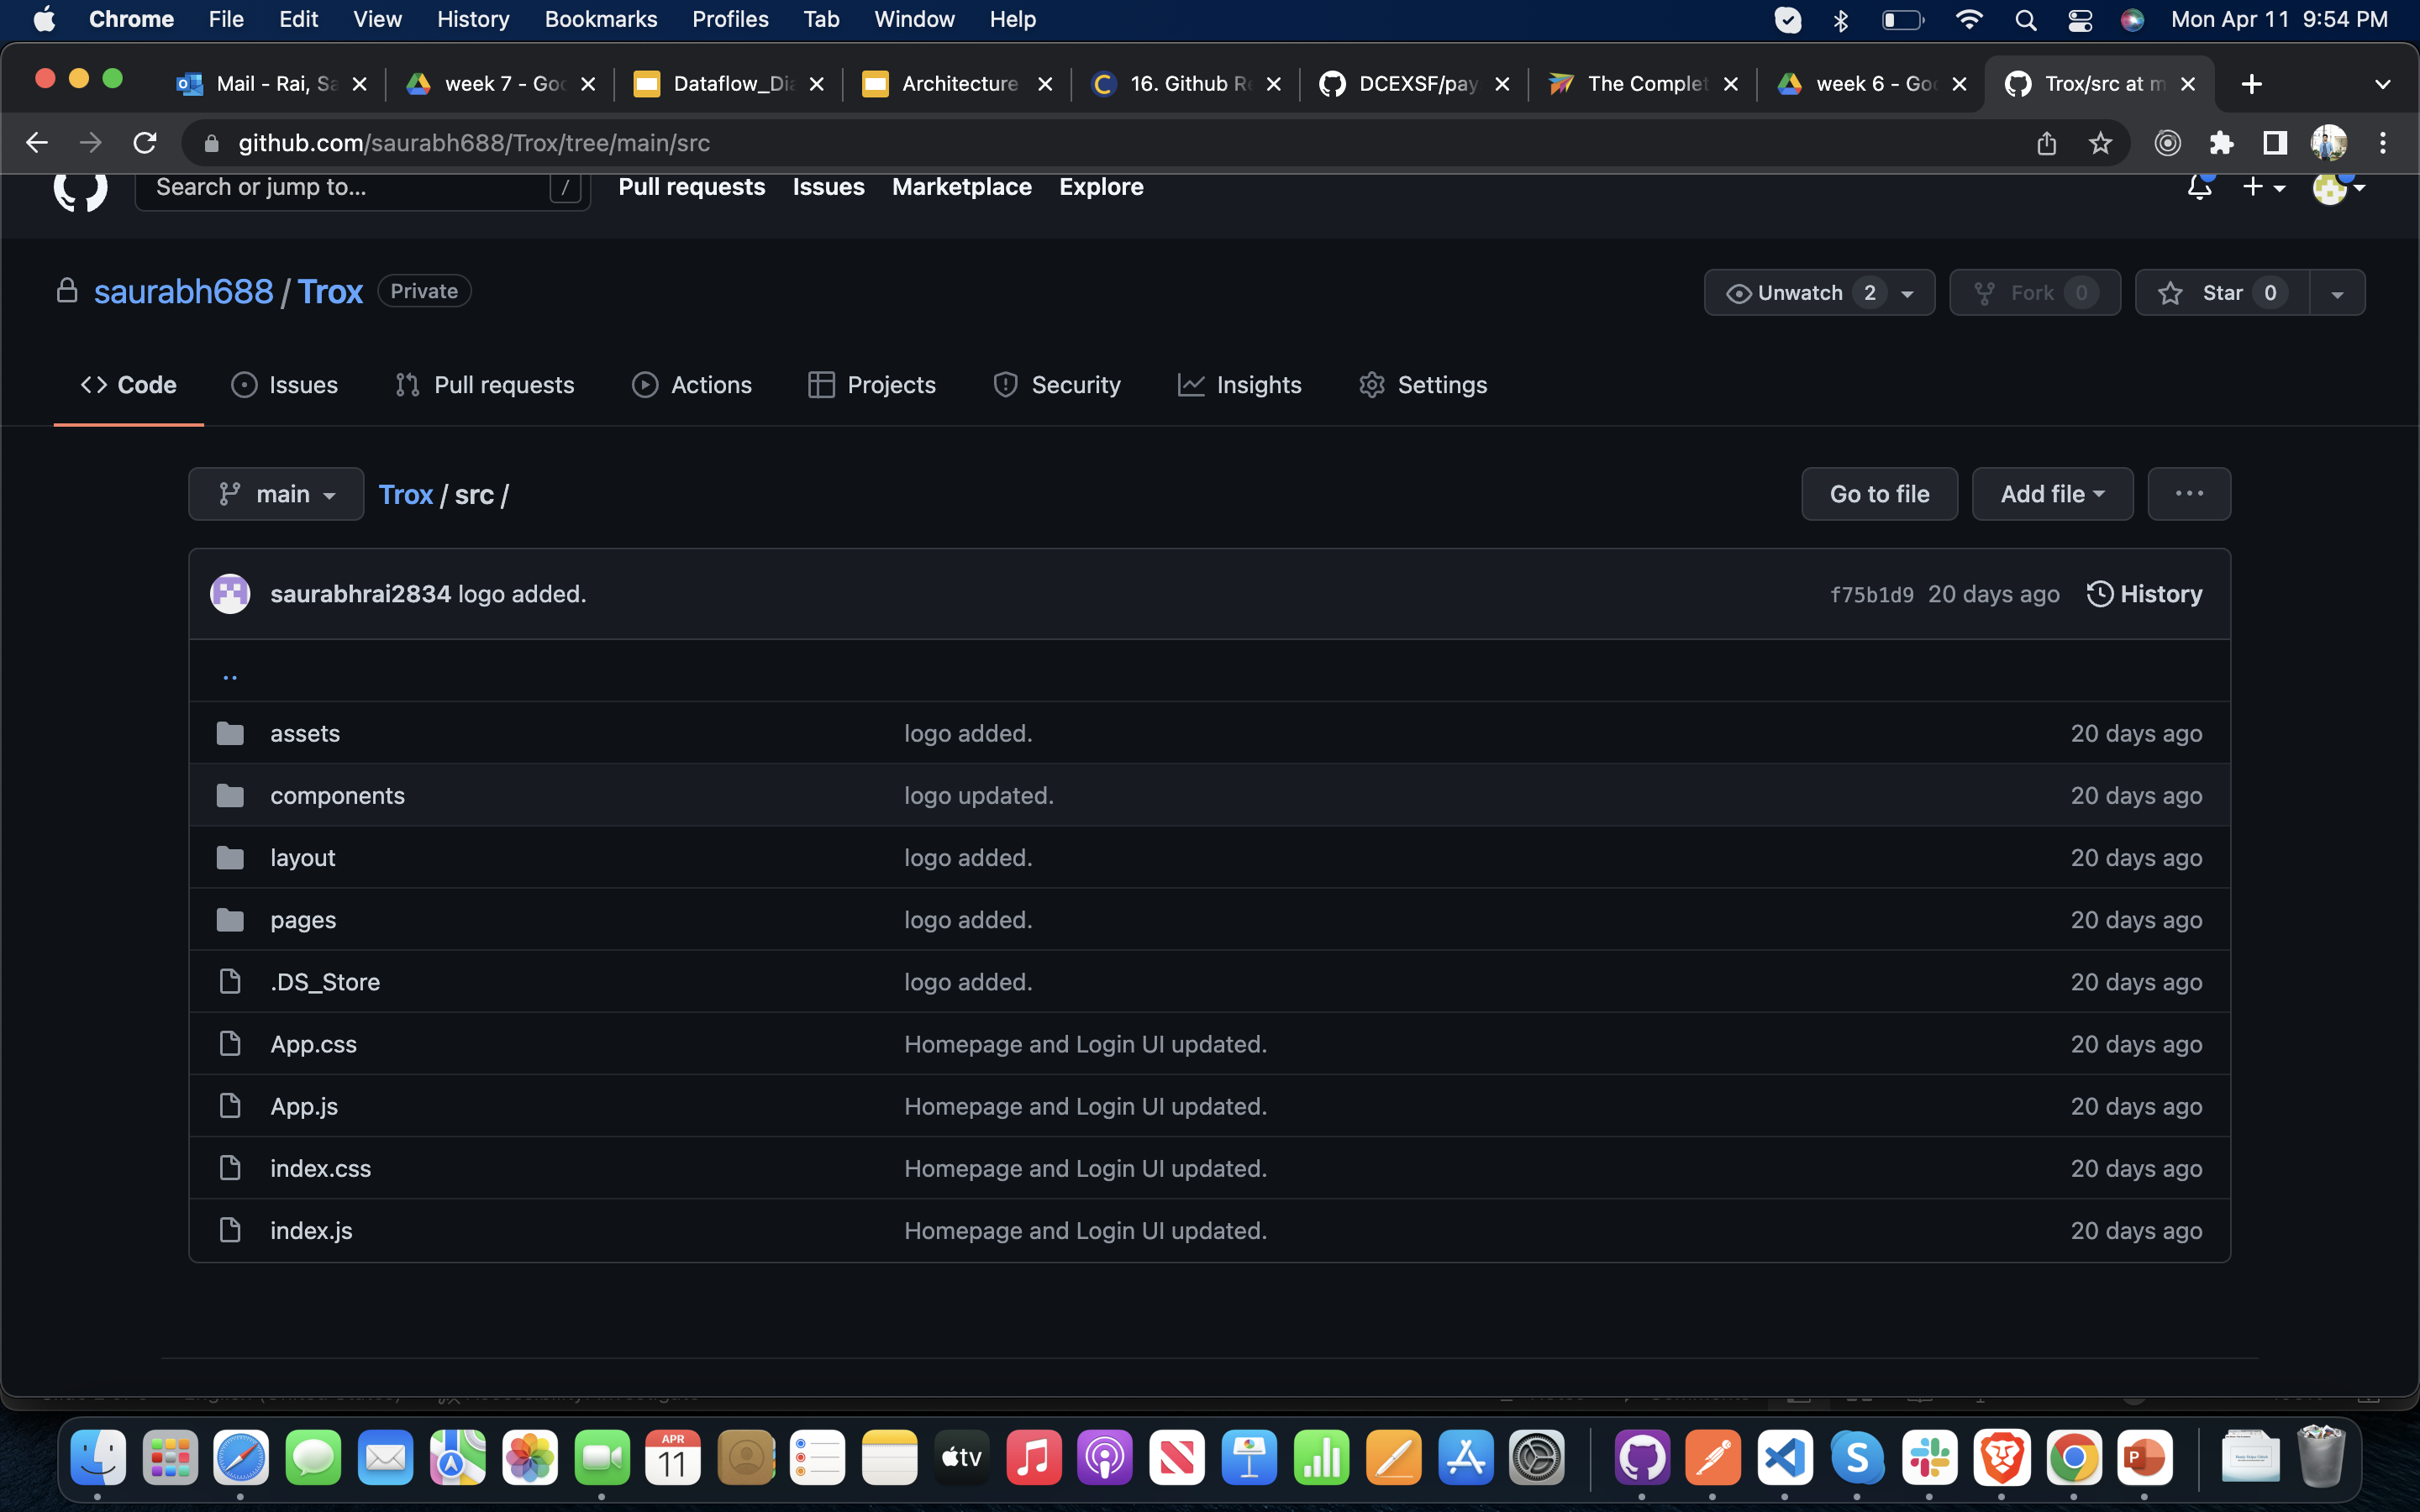 Chrome File Edit View History Bookmarks Profiles Tab Window Help Mon Apr 11 9:54 PM
Mail - Rai, Sa week 7 - Goo Dataflow_Dia Architecture 16. Github Re DCEXSF/pay The Complet week 6 - Goo Trox/src at m
github.com/saurabh688/Trox/tree/main/src
Search or jump to... / Pull requests Issues Marketplace Explore
saurabh688 / Trox Private Unwatch 2 Fork 0 Star 0
<> Code Issues Pull requests Actions Projects Security Insights Settings
main Trox / src / Go to file Add file ...
saurabhrai2834 logo added. f75b1d9 20 days ago History
..
assets logo added. 20 days ago
components logo updated. 20 days ago
layout logo added. 20 days ago
pages logo added. 20 days ago
.DS_Store logo added. 20 days ago
App.css Homepage and Login UI updated. 20 days ago
App.js Homepage and Login UI updated. 20 days ago
index.css Homepage and Login UI updated. 20 days ago
index.js Homepage and Login UI updated. 20 days ago
APR
11
tv